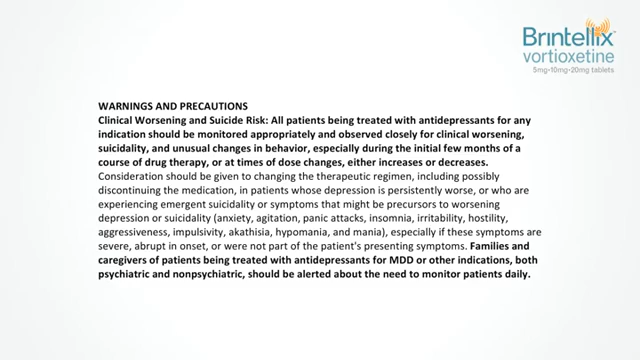 Brintellix™
vortioxetine
5mg•10mg•20mg tablets
WARNINGS AND PRECAUTIONS
Clinical Worsening and Suicide Risk: All patients being treated with antidepressants for any
indication should be monitored appropriately and observed closely for clinical worsening,
suicidality, and unusual changes in behavior, especially during the initial few months of a
course of drug therapy, or at times of dose changes, either increases or decreases.
Consideration should be given to changing the therapeutic regimen, including possibly
discontinuing the medication, in patients whose depression is persistently worse, or who are
experiencing emergent suicidality or symptoms that might be precursors to worsening
depression or suicidality (anxiety, agitation, panic attacks, insomnia, irritability, hostility,
aggressiveness, impulsivity, akathisia, hypomania, and mania), especially if these symptoms are
severe, abrupt in onset, or were not part of the patient's presenting symptoms. Families and
caregivers of patients being treated with antidepressants for MDD or other indications, both
psychiatric and nonpsychiatric, should be alerted about the need to monitor patients daily.